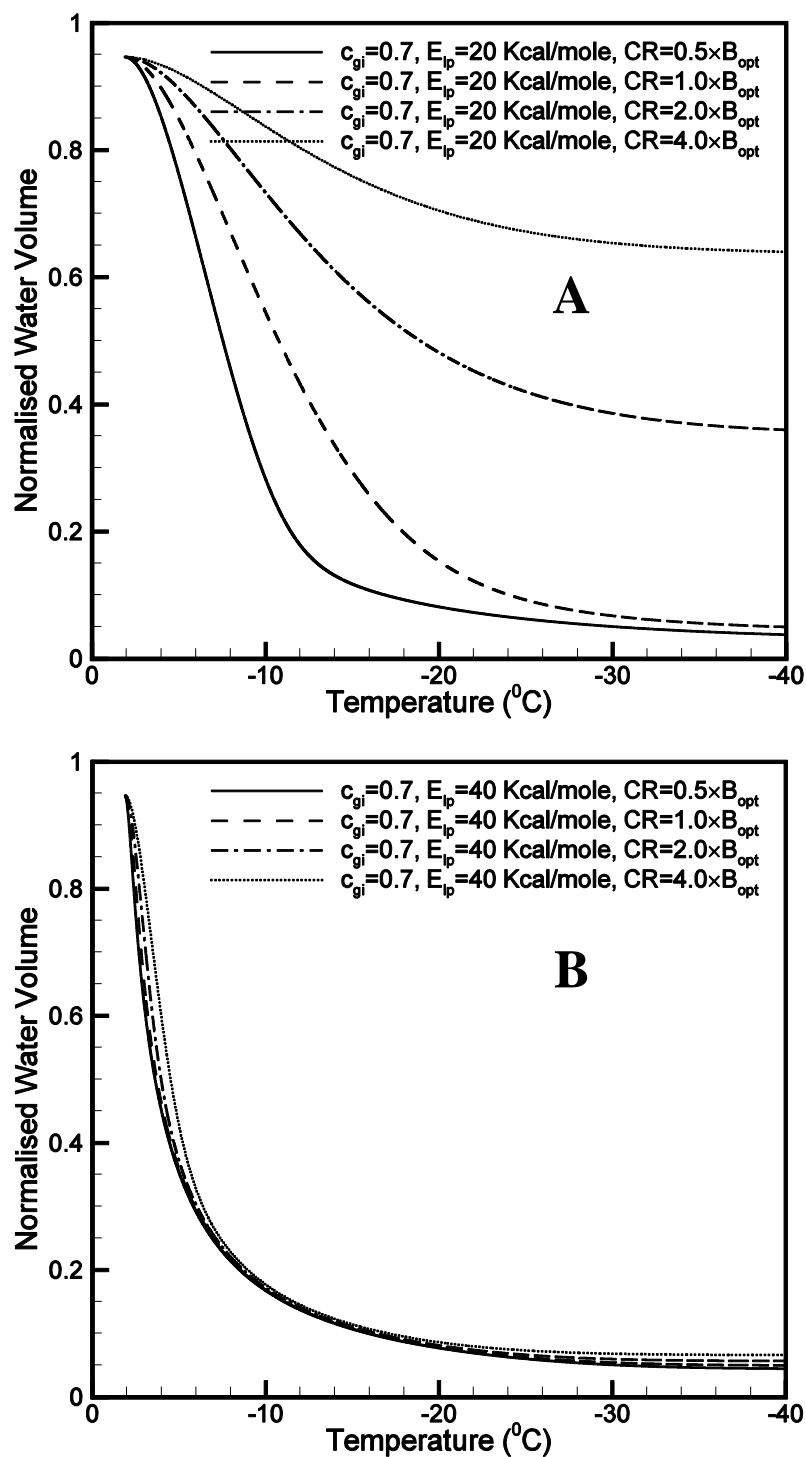 1
c_gi=0.7, E_lp=20 Kcal/mole, CR=0.5×B_opt
c_gi=0.7, E_lp=20 Kcal/mole, CR=1.0×B_opt
c_gi=0.7, E_lp=20 Kcal/mole, CR=2.0×B_opt
c_gi=0.7, E_lp=20 Kcal/mole, CR=4.0×B_opt
0.8
0.6
0.4
0.2
0
Normalised Water Volume
A
0 -10 -20 -30 -40
Temperature (⁰C)
1
c_gi=0.7, E_lp=40 Kcal/mole, CR=0.5×B_opt
c_gi=0.7, E_lp=40 Kcal/mole, CR=1.0×B_opt
c_gi=0.7, E_lp=40 Kcal/mole, CR=2.0×B_opt
c_gi=0.7, E_lp=40 Kcal/mole, CR=4.0×B_opt
0.8
0.6
0.4
0.2
0
Normalised Water Volume
B
0 -10 -20 -30 -40
Temperature (⁰C)